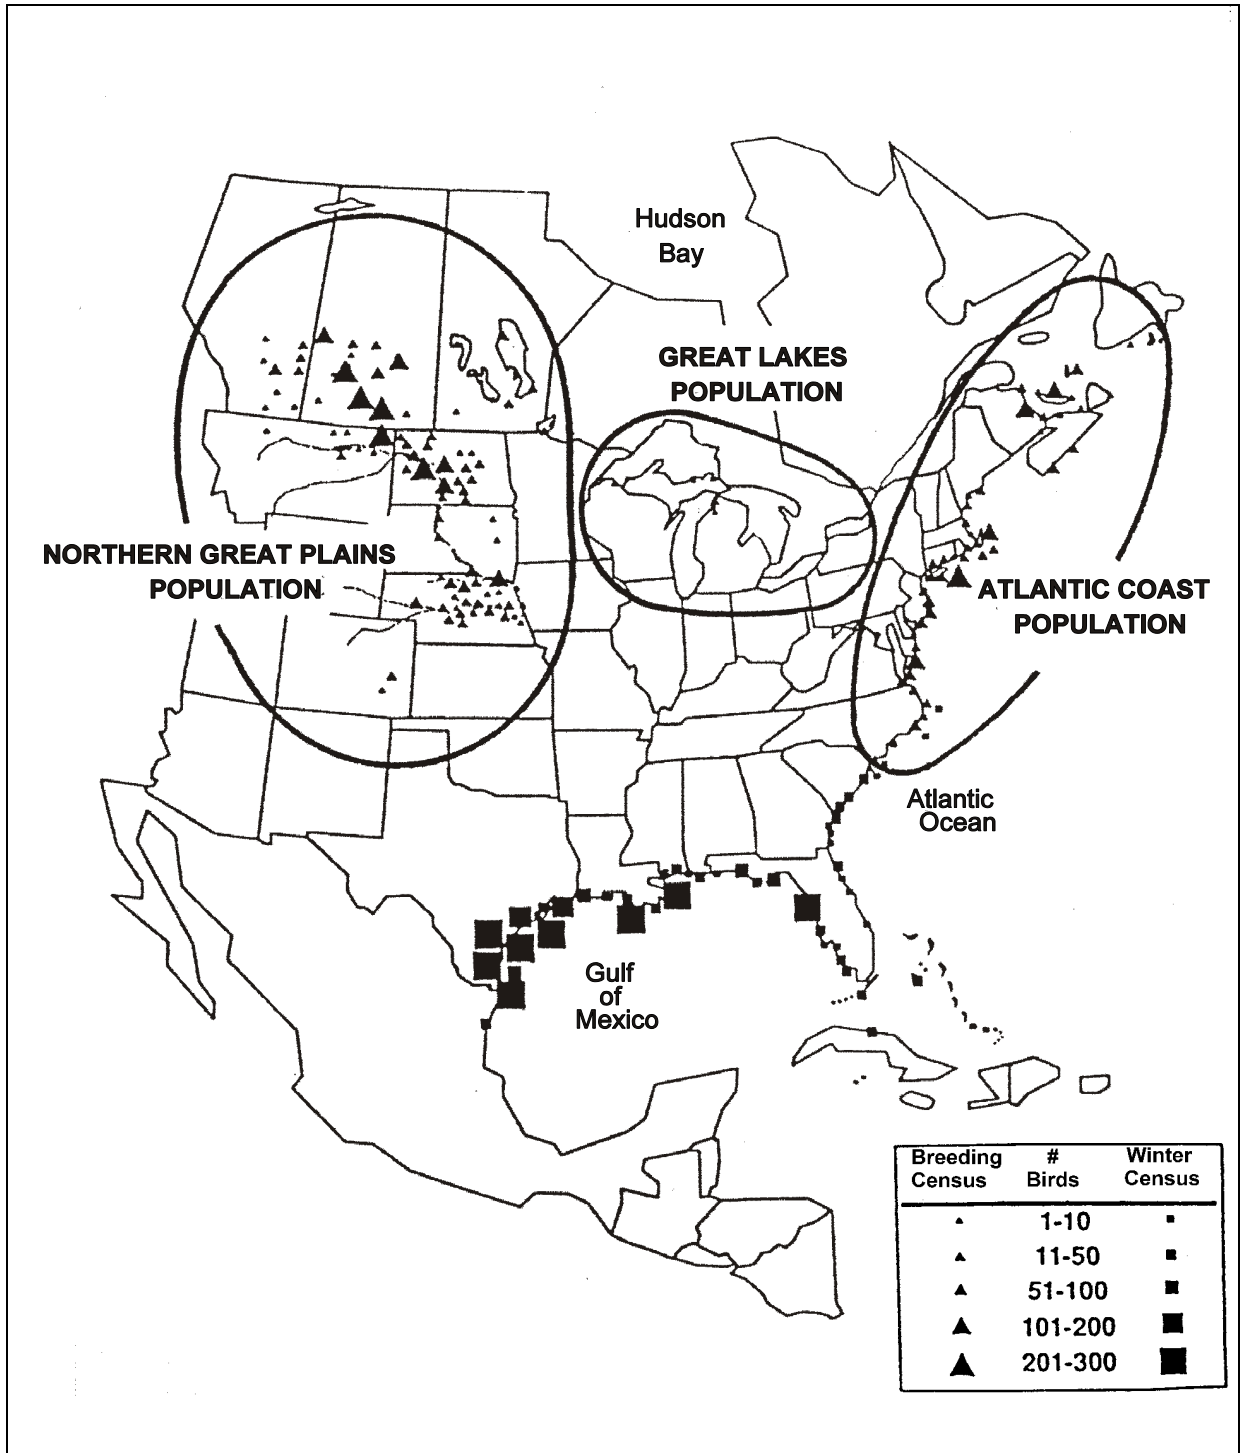 Hudson
Bay
GREAT LAKES
POPULATION
NORTHERN GREAT PLAINS
POPULATION
ATLANTIC COAST
POPULATION
Atlantic
Ocean
Gulf
of
Mexico
Breeding # Winter
Census Birds Census
1-10
11-50
51-100
101-200
201-300